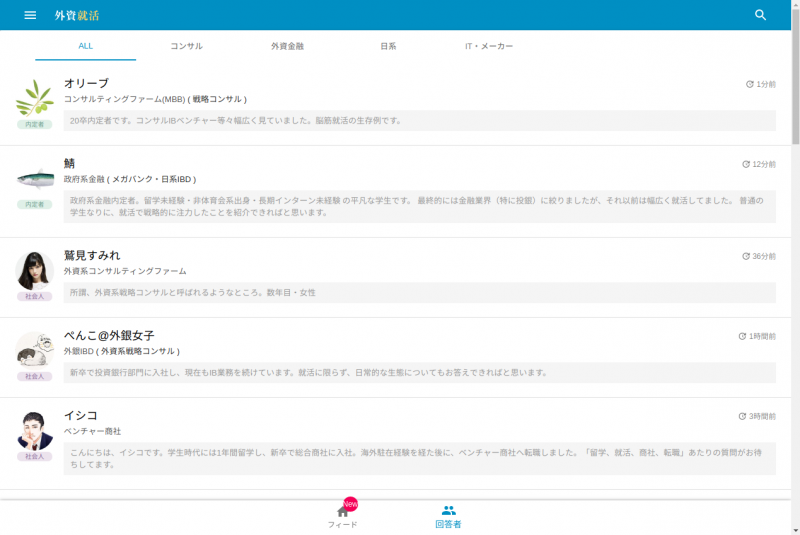 外資就活
ALL
コンサル
外資金融
日系
IT・メーカー
オリーブ
1分前
コンサルティングファーム(MBB) ( 戦略コンサル )
20卒内定者です。コンサルIBベンチャー等々幅広く見ていました。脳筋就活の生存例です。
内定者
鯖
12分前
政府系金融 ( メガバンク・日系IBD )
政府系金融内定者。留学未経験・非体育会系出身・長期インターン未経験 の平凡な学生です。 最終的には金融業界（特に投銀）に絞りましたが、それ以前は幅広く就活してました。 普通の
学生なりに、就活で戦略的に注力したことを紹介できればと思います。
内定者
鷲見すみれ
36分前
外資系コンサルティングファーム
所謂、外資系戦略コンサルと呼ばれるようなところ。数年目・女性
社会人
ぺんこ@外銀女子
1時間前
外銀IBD ( 外資系戦略コンサル )
新卒で投資銀行部門に入社し、現在もIB業務を続けています。就活に限らず、日常的な生態についてもお答えできればと思います。
社会人
イシコ
3時間前
ベンチャー商社
こんにちは、イシコです。学生時代には1年間留学し、新卒で総合商社に入社。海外駐在経験を経た後に、ベンチャー商社へ転職しました。「留学、就活、商社、転職」あたりの質問がお待
ちしてます。
社会人
New
フィード
回答者